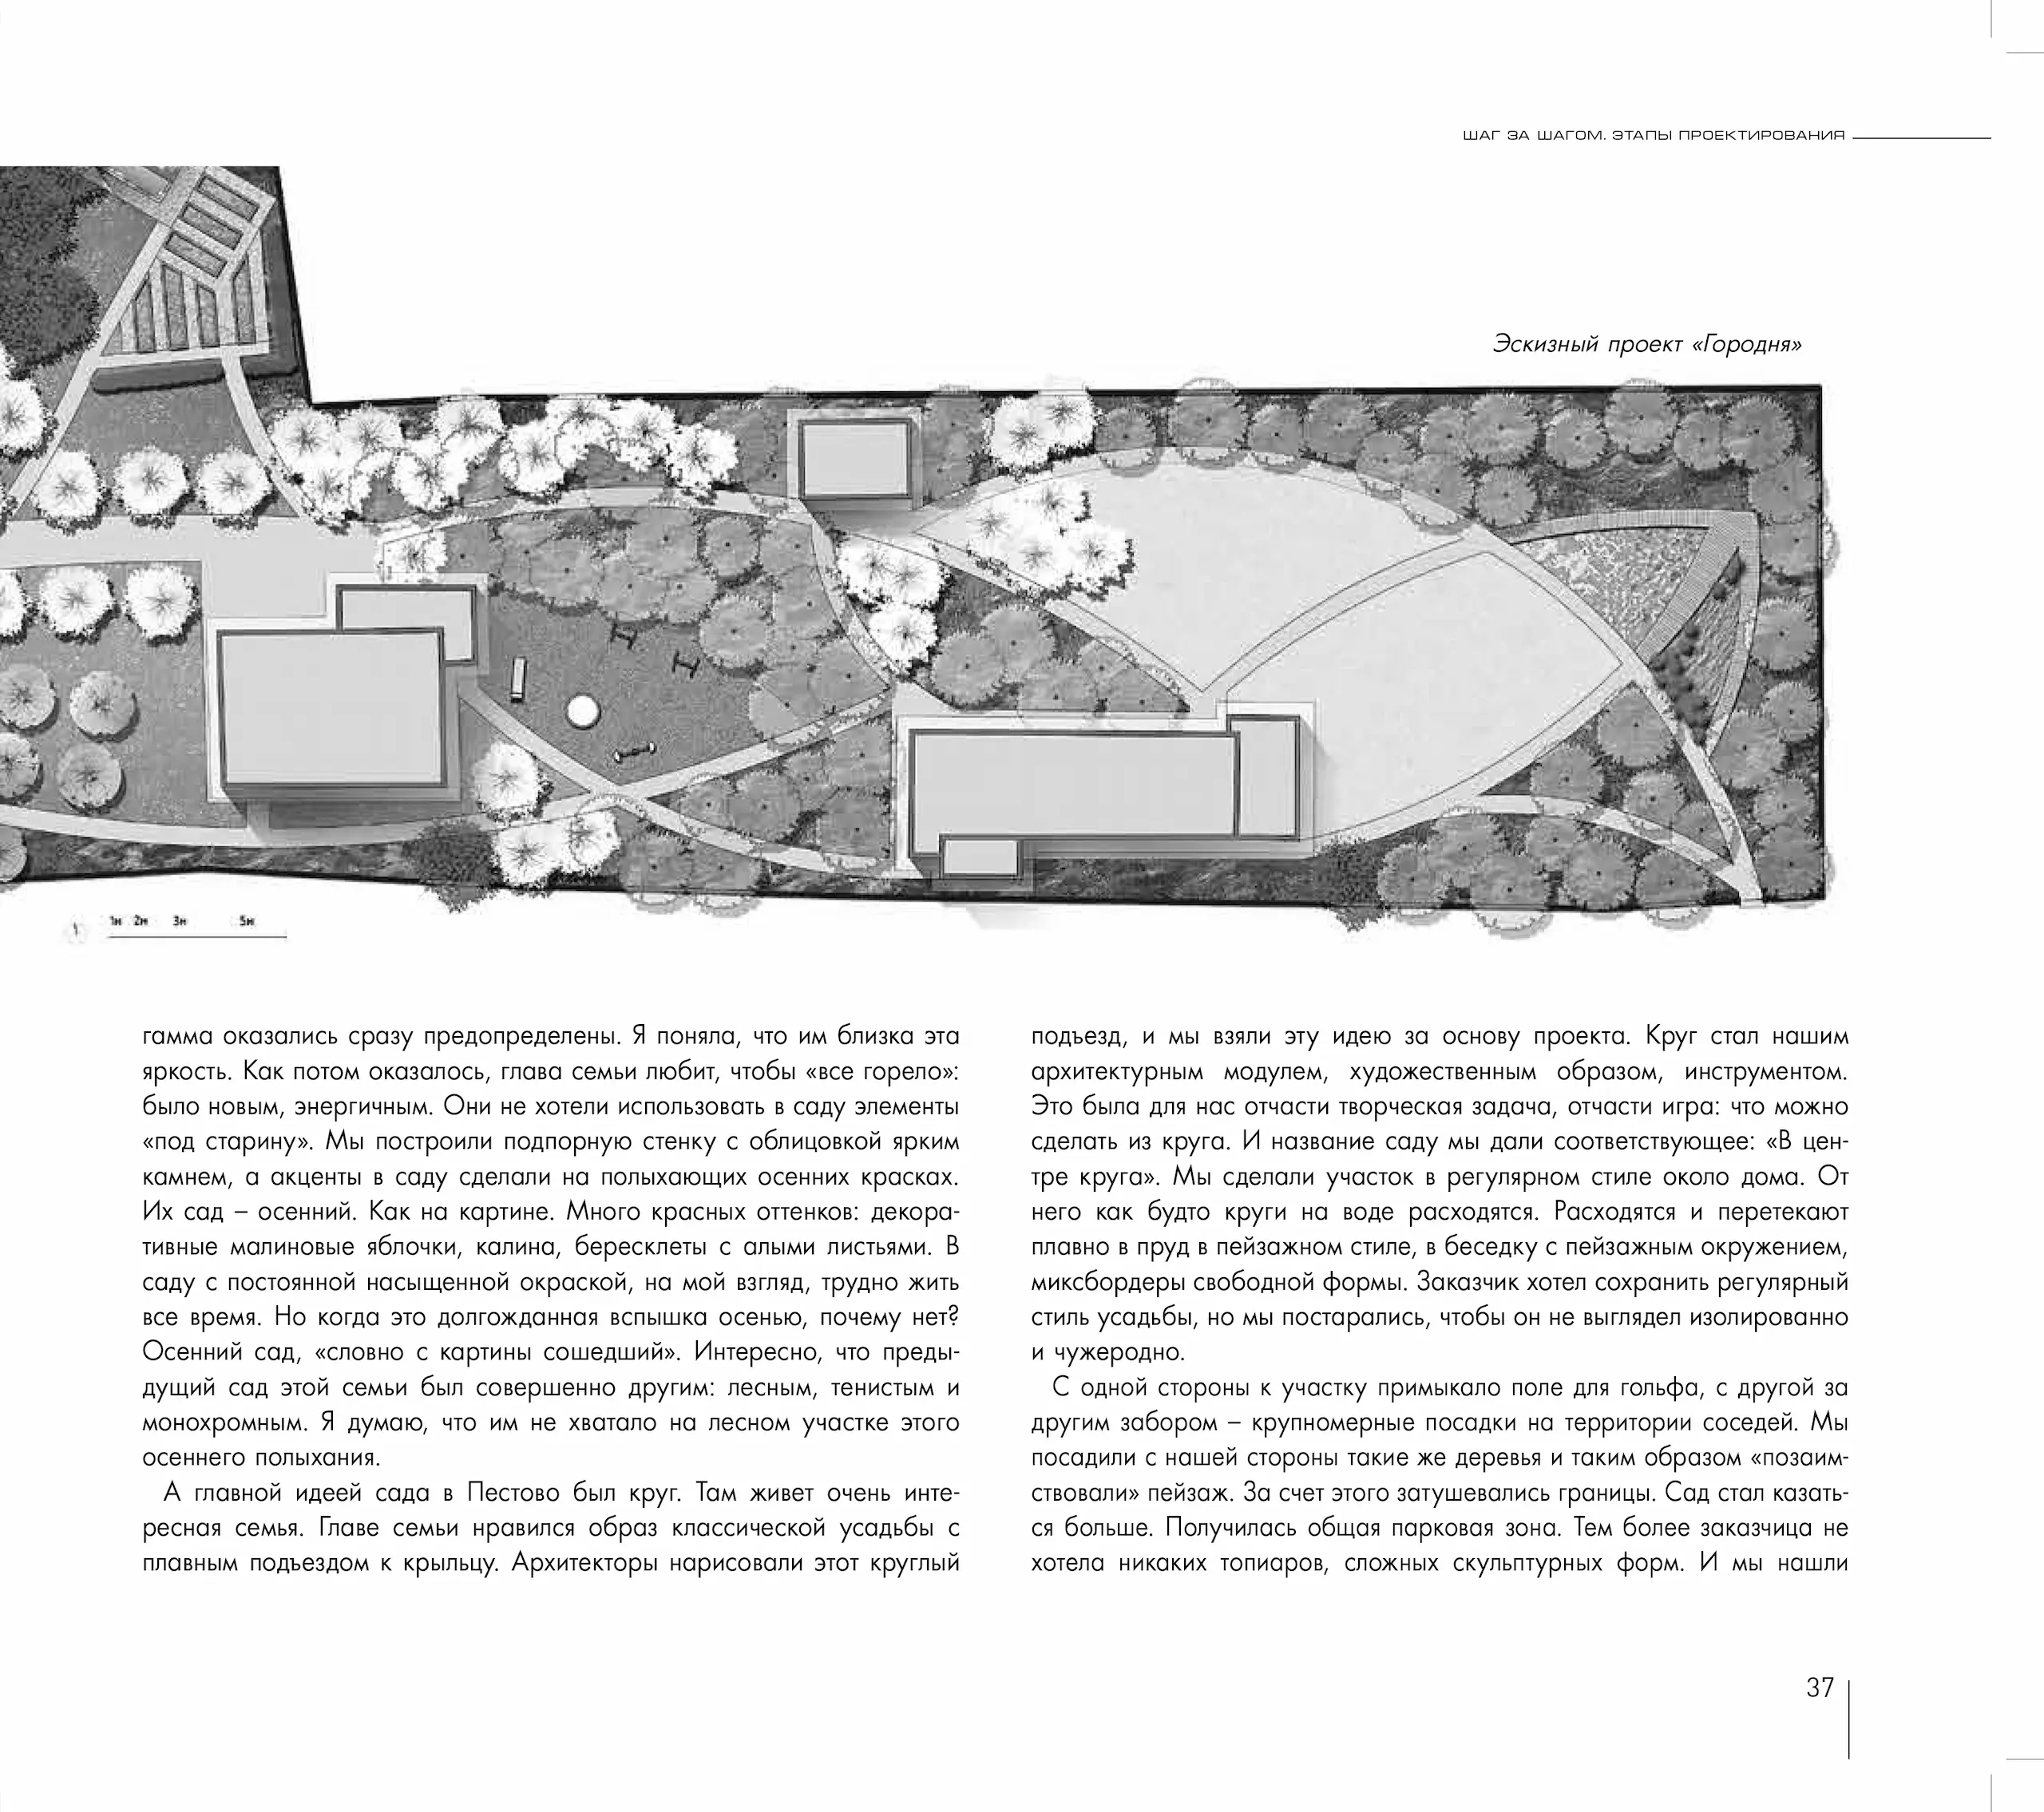 ШАГ ЗА ШАГОМ. ЭТАПЫ ПРОЕКТИРОВАНИЯ
Эскизный проект «Городня»
1м 2м 3м 5м
гамма оказались сразу предопределены. Я поняла, что им близка эта
яркость. Как потом оказалось, глава семьи любит, чтобы «все горело»:
было новым, энергичным. Они не хотели использовать в саду элементы
«под старину». Мы построили подпорную стенку с облицовкой ярким
камнем, а акценты в саду сделали на полыхающих осенних красках.
Их сад – осенний. Как на картине. Много красных оттенков: декора-
тивные малиновые яблочки, калина, бересклеты с алыми листьями. В
саду с постоянной насыщенной окраской, на мой взгляд, трудно жить
все время. Но когда это долгожданная вспышка осенью, почему нет?
Осенний сад, «словно с картины сошедший». Интересно, что преды-
дущий сад этой семьи был совершенно другим: лесным, тенистым и
монохромным. Я думаю, что им не хватало на лесном участке этого
осеннего полыхания.
А главной идеей сада в Пестово был круг. Там живет очень инте-
ресная семья. Главе семьи нравился образ классической усадьбы с
плавным подъездом к крыльцу. Архитекторы нарисовали этот круглый
подъезд, и мы взяли эту идею за основу проекта. Круг стал нашим
архитектурным модулем, художественным образом, инструментом.
Это была для нас отчасти творческая задача, отчасти игра: что можно
сделать из круга. И название саду мы дали соответствующее: «В цен-
тре круга». Мы сделали участок в регулярном стиле около дома. От
него как будто круги на воде расходятся. Расходятся и перетекают
плавно в пруд в пейзажном стиле, в беседку с пейзажным окружением,
миксбордеры свободной формы. Заказчик хотел сохранить регулярный
стиль усадьбы, но мы постарались, чтобы он не выглядел изолированно
и чужеродно.
С одной стороны к участку примыкало поле для гольфа, с другой за
другим забором – крупномерные посадки на территории соседей. Мы
посадили с нашей стороны такие же деревья и таким образом «позаим-
ствовали» пейзаж. За счет этого затушевались границы. Сад стал казать-
ся больше. Получилась общая парковая зона. Тем более заказчица не
хотела никаких топиаров, сложных скульптурных форм. И мы нашли
37